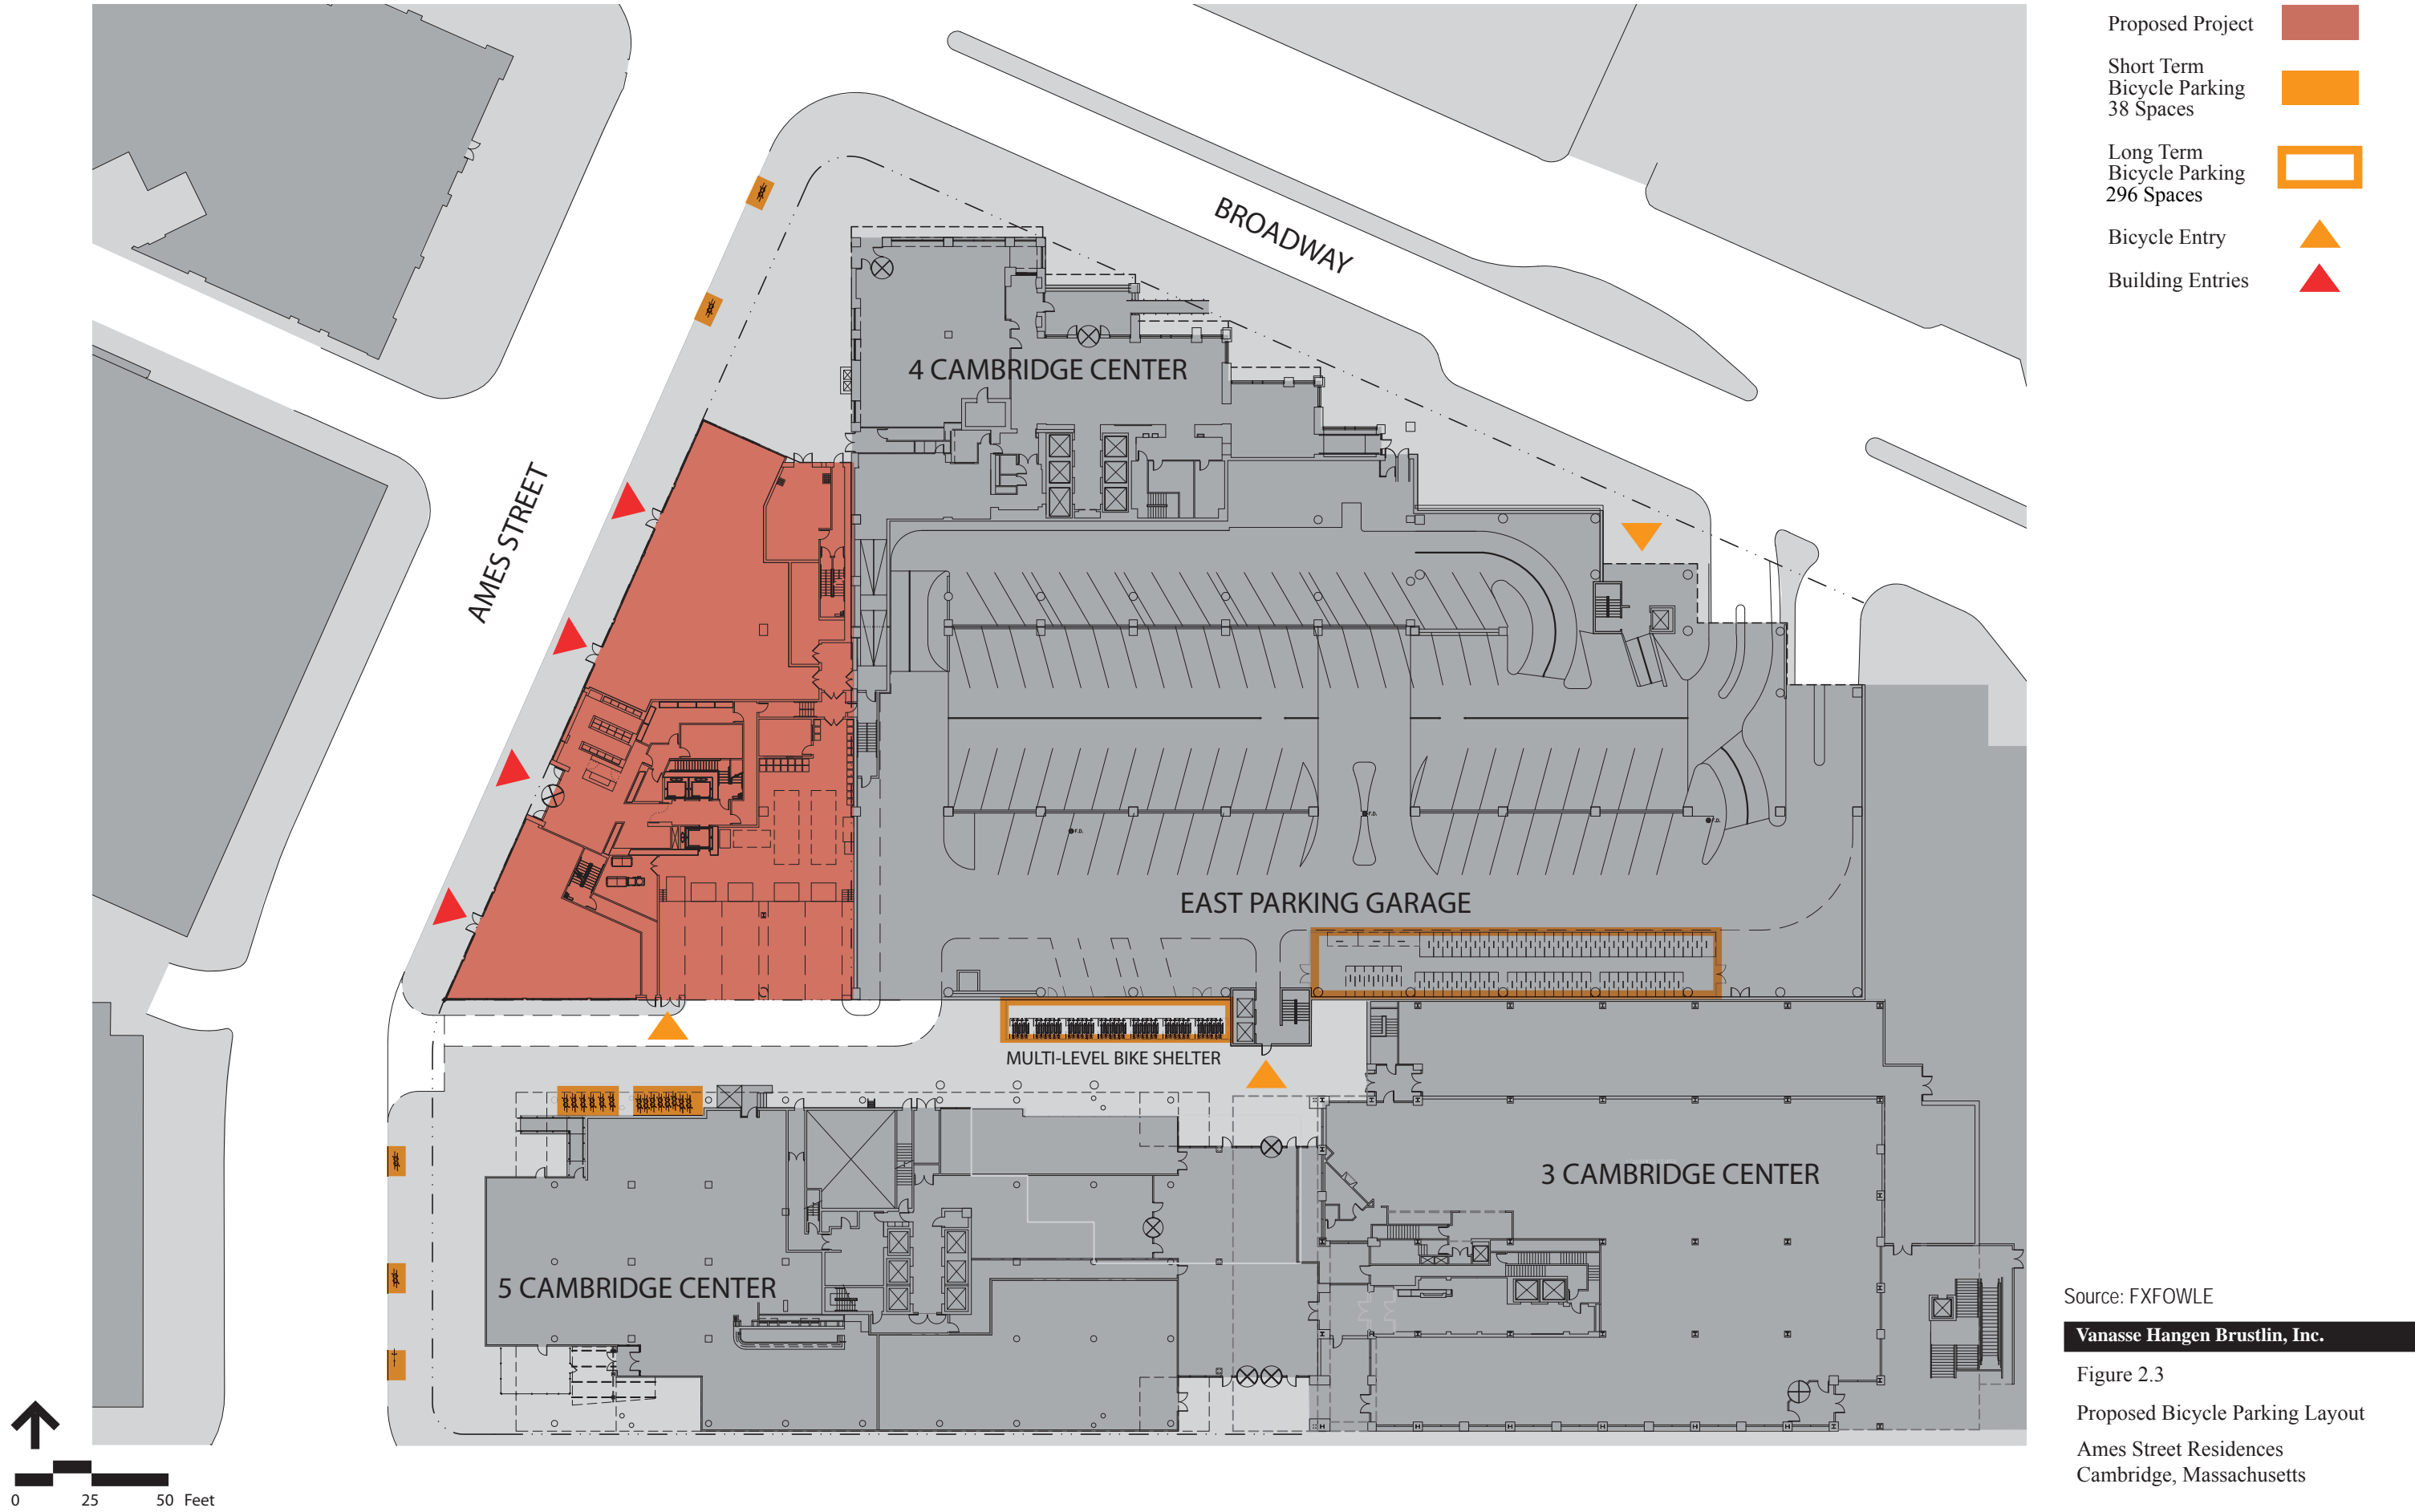 Proposed Project
Short Term
Bicycle Parking
38 Spaces
Long Term
Bicycle Parking
296 Spaces
Bicycle Entry
Building Entries
BROADWAY
4 CAMBRIDGE CENTER
AMES STREET
F.D.
F.D.
F.D.
EAST PARKING GARAGE
MULTI-LEVEL BIKE SHELTER
3 CAMBRIDGE CENTER
5 CAMBRIDGE CENTER
Source: FXFOWLE
Vanasse Hangen Brustlin, Inc.
Figure 2.3
Proposed Bicycle Parking Layout
Ames Street Residences
Cambridge, Massachusetts
0 25 50 Feet